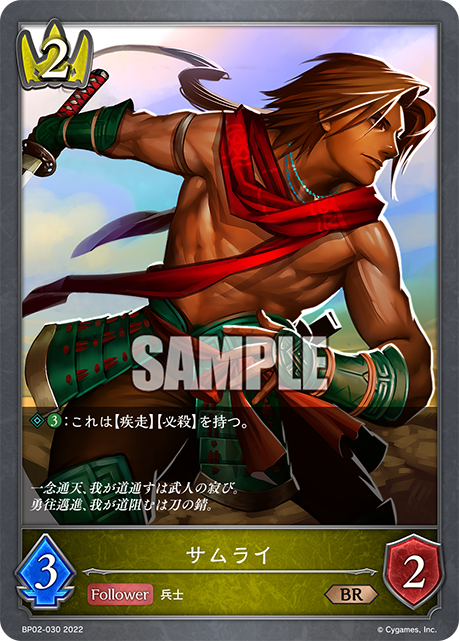 2
SAMPLE
3:これは【疾走】【必殺】を持つ。
一念通天、我が道通すは武人の寂び。
勇往邁進、我が道阻むは刀の錆。
サムライ
3
Follower 兵士
BR
2
BP02-030 2022
© Cygames, Inc.